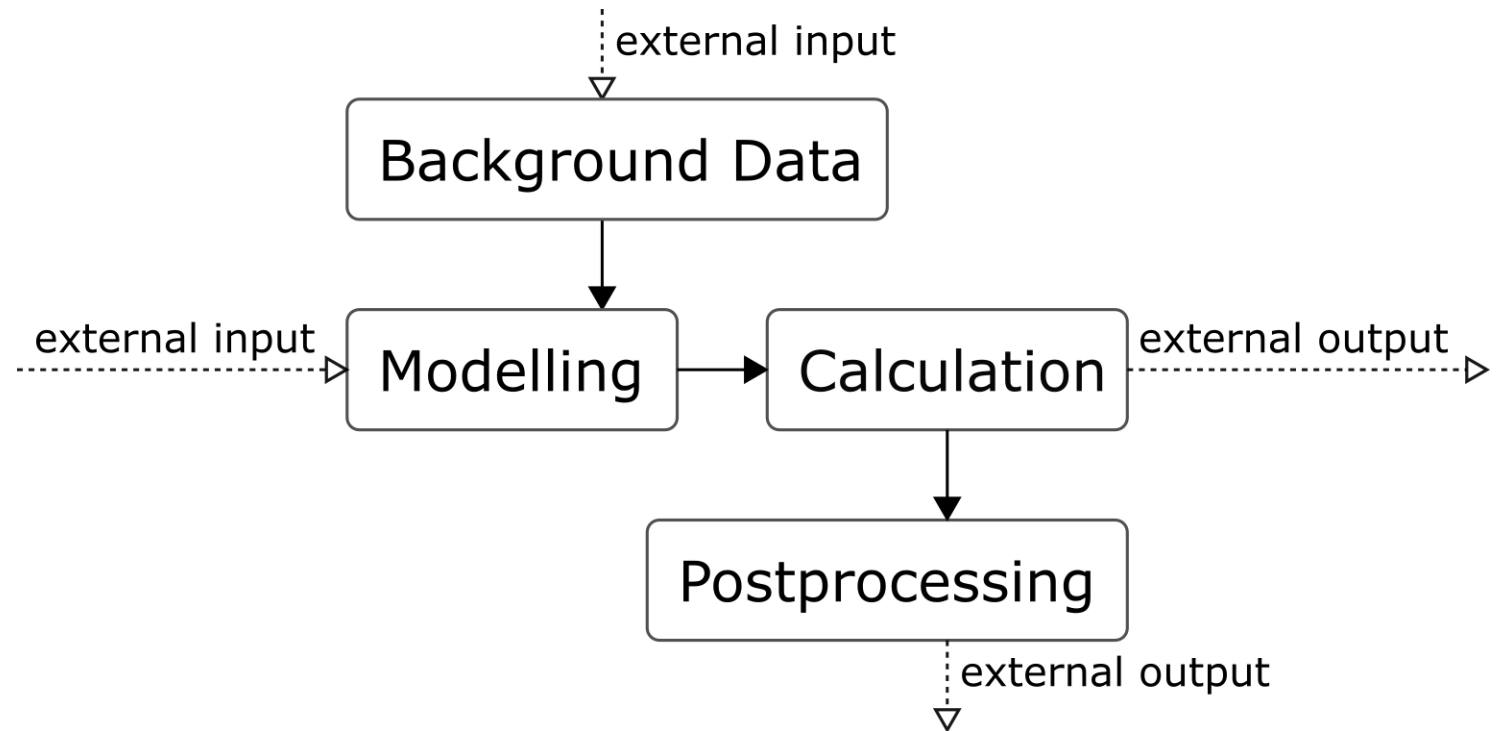 external input
Background Data
external input
Modelling
Calculation
external output
Postprocessing
external output